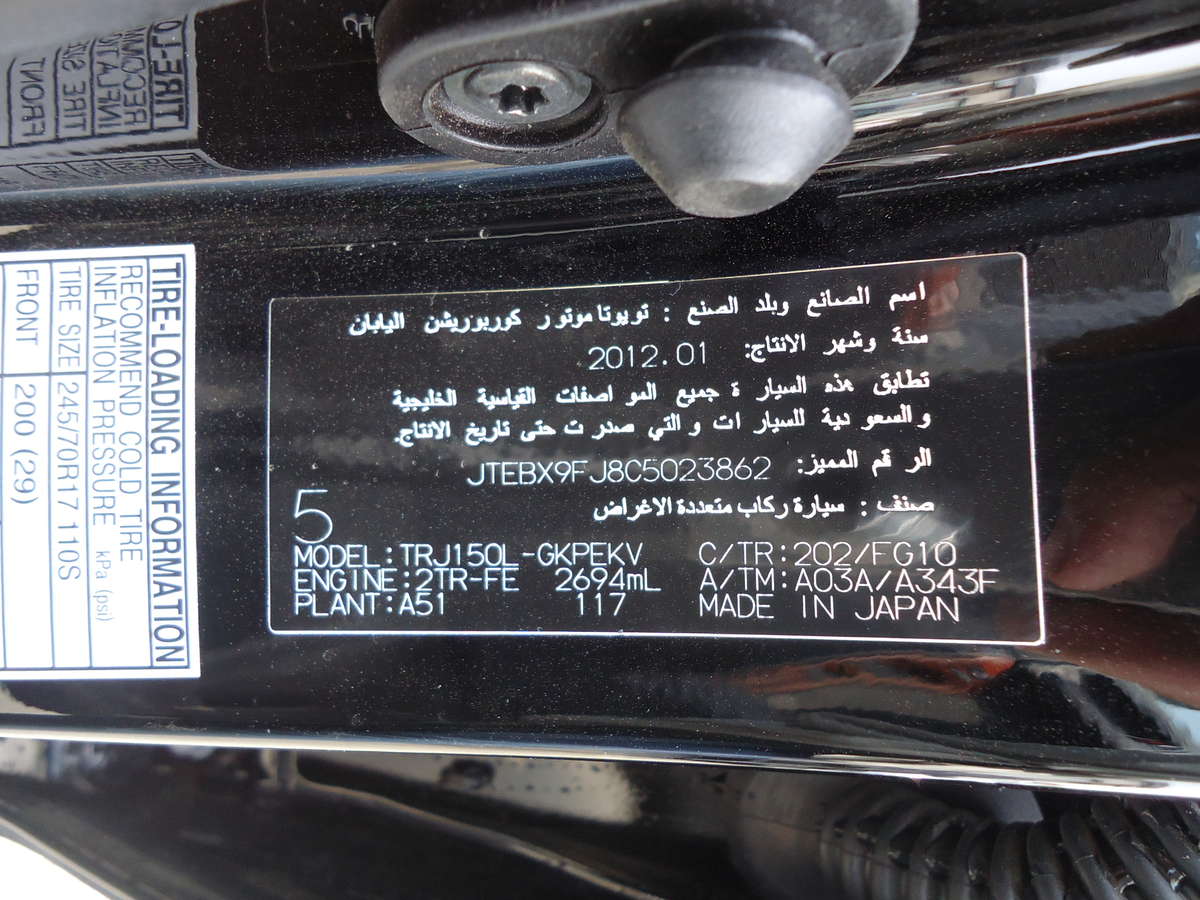 اسم الصانع وبلد الصنع : تويوتا موتور كوربوريشن اليابان
سنة وشهر الانتاج: 2012.01
تطابق هذه السيارة جميع المواصفات القياسية الخليجية
والسعودية للسيارات والتي صدرت حتى تاريخ الانتاج.
الرقم المميز: JTEBX9FJ8C5023862
صنف : سيارة ركاب متعددة الاغراض
5
MODEL:TRJ150L-GKPEKV C/TR:202/FG10
ENGINE:2TR-FE 2694mL A/TM:A03A/A343F
PLANT:A51 117 MADE IN JAPAN
TIRE-LOADING INFORMATION
RECOMMEND COLD TIRE
INFLATION PRESSURE kPa (psi)
TIRE SIZE 245/70R17 110S
FRONT 200 (29)